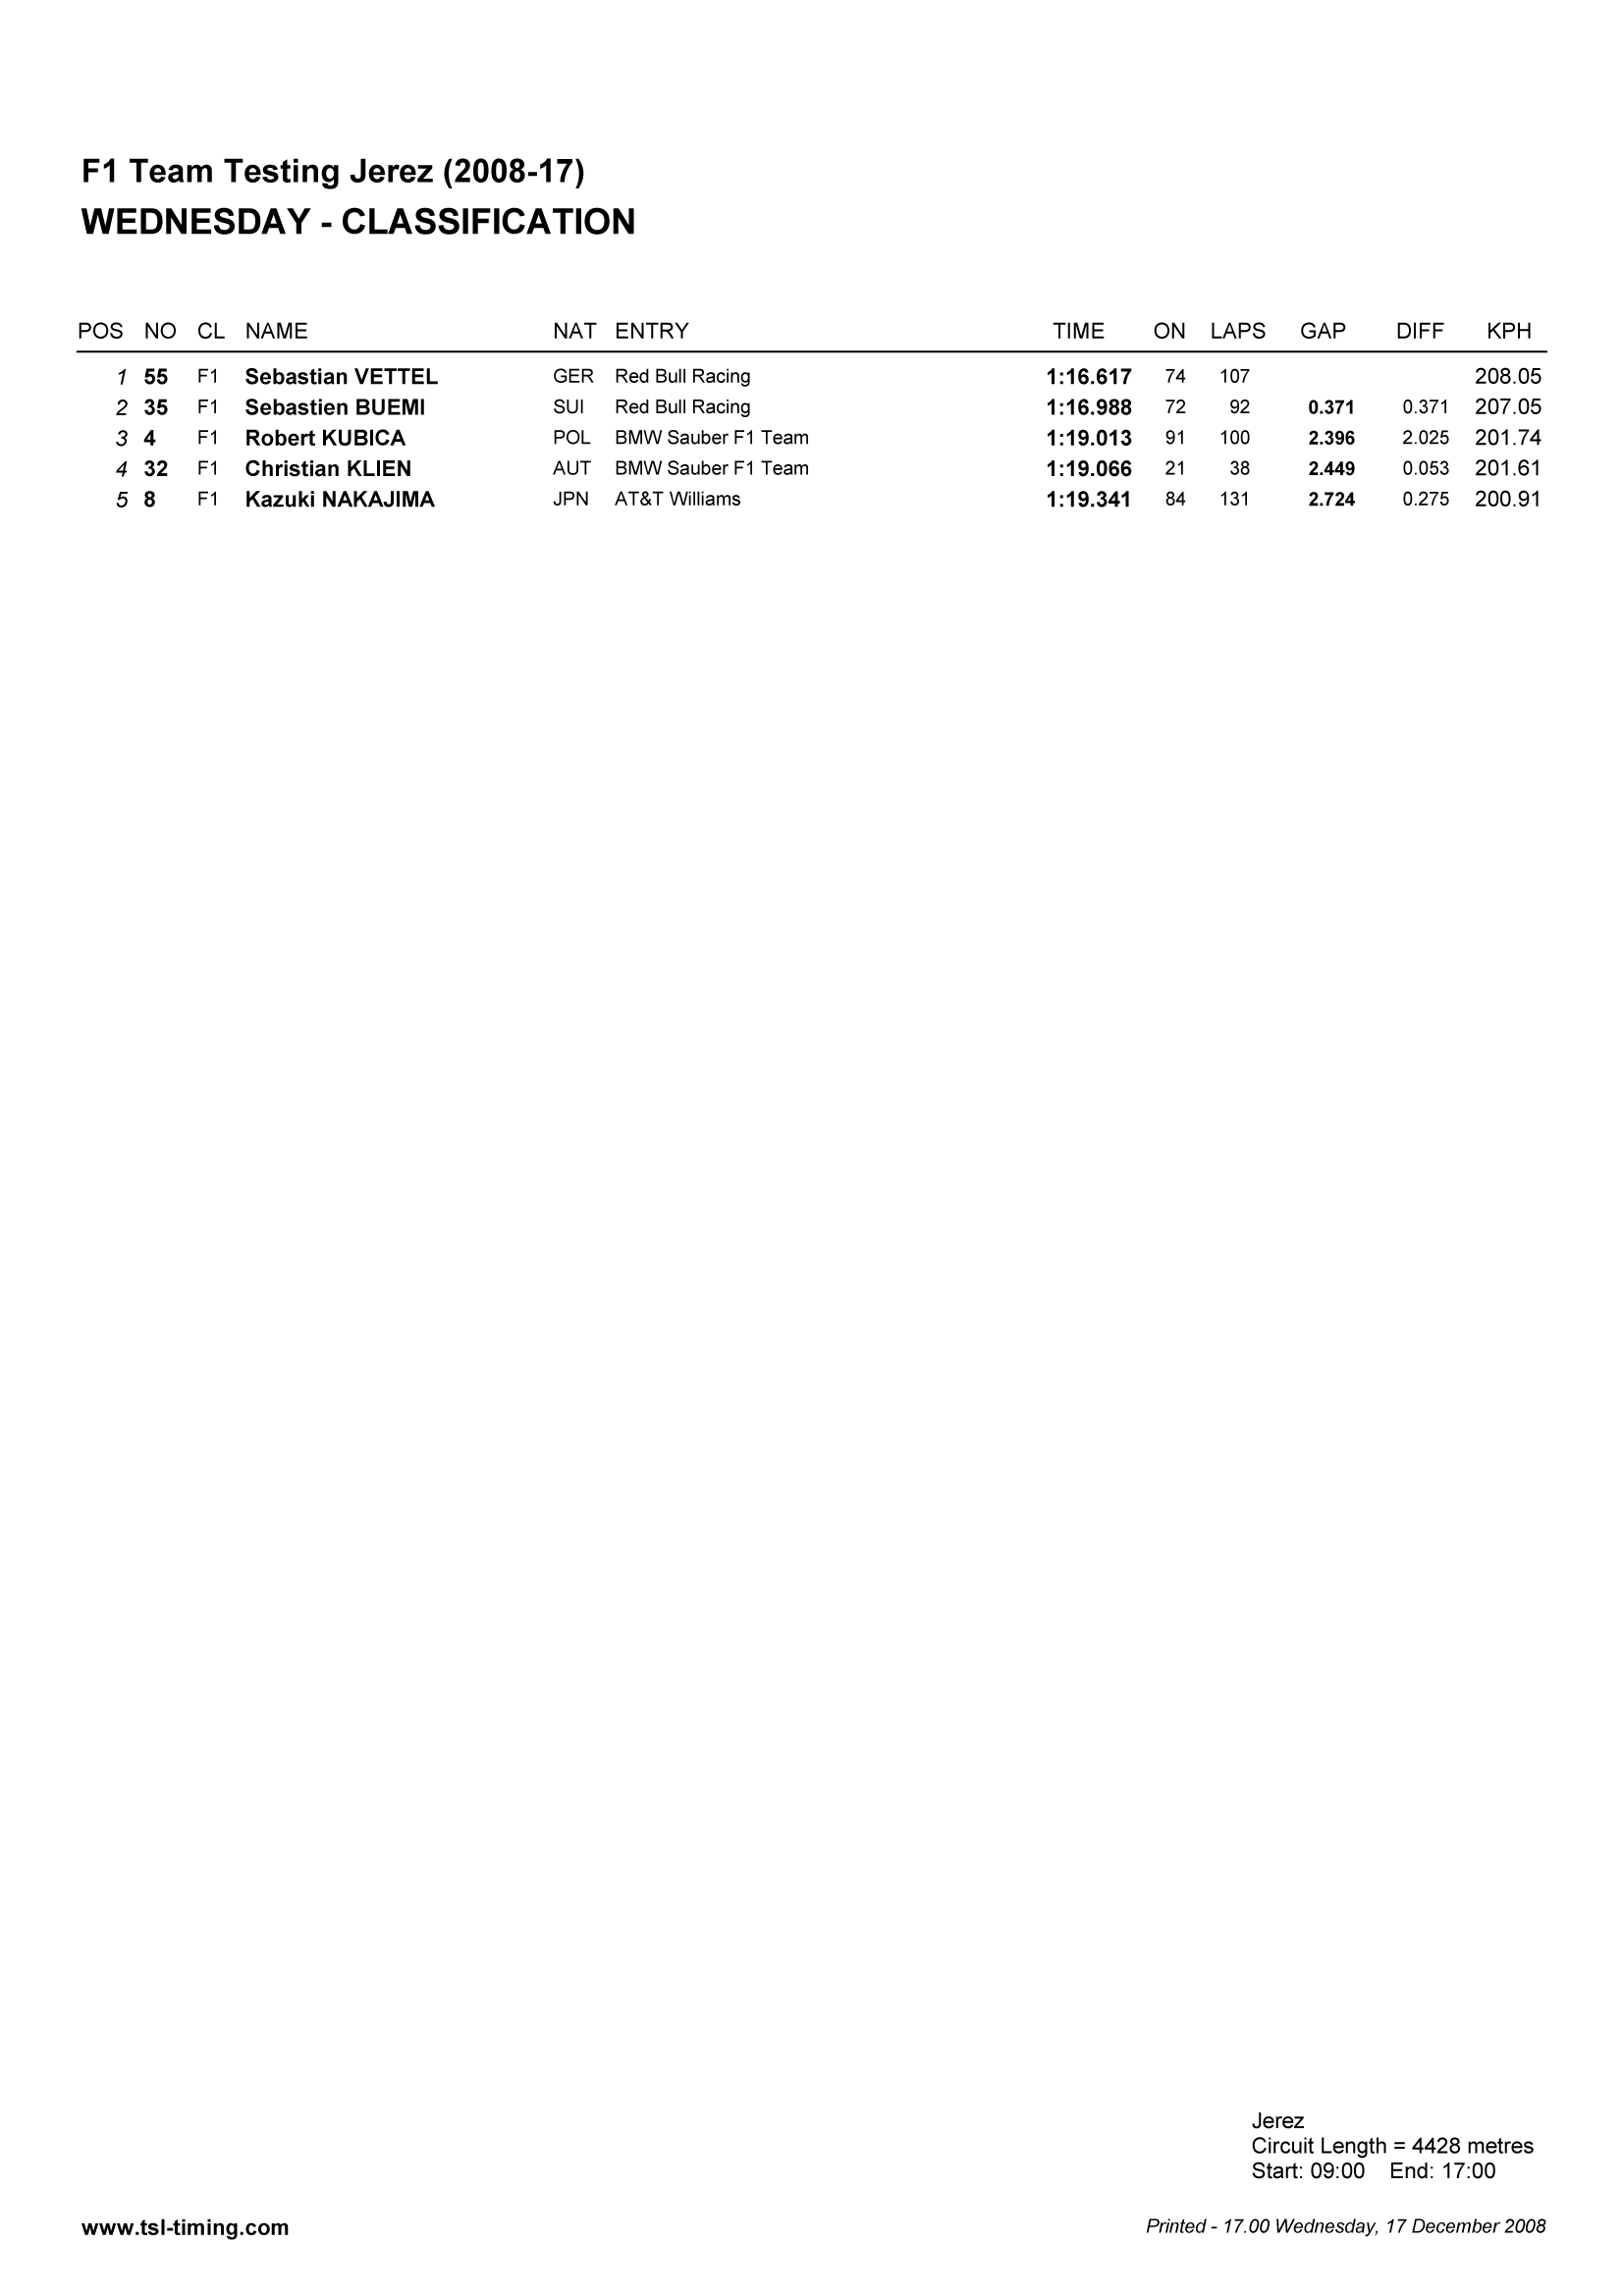 F1 Team Testing Jerez (2008-17)
WEDNESDAY - CLASSIFICATION
POS NO CL NAME NAT ENTRY TIME ON LAPS GAP DIFF KPH
1 55 F1 Sebastian VETTEL GER Red Bull Racing 1:16.617 74 107 208.05
2 35 F1 Sebastien BUEMI SUI Red Bull Racing 1:16.988 72 92 0.371 0.371 207.05
3 4 F1 Robert KUBICA POL BMW Sauber F1 Team 1:19.013 91 100 2.396 2.025 201.74
4 32 F1 Christian KLIEN AUT BMW Sauber F1 Team 1:19.066 21 38 2.449 0.053 201.61
5 8 F1 Kazuki NAKAJIMA JPN AT&T Williams 1:19.341 84 131 2.724 0.275 200.91
Jerez
Circuit Length = 4428 metres
Start: 09:00 End: 17:00
www.tsl-timing.com Printed - 17.00 Wednesday, 17 December 2008